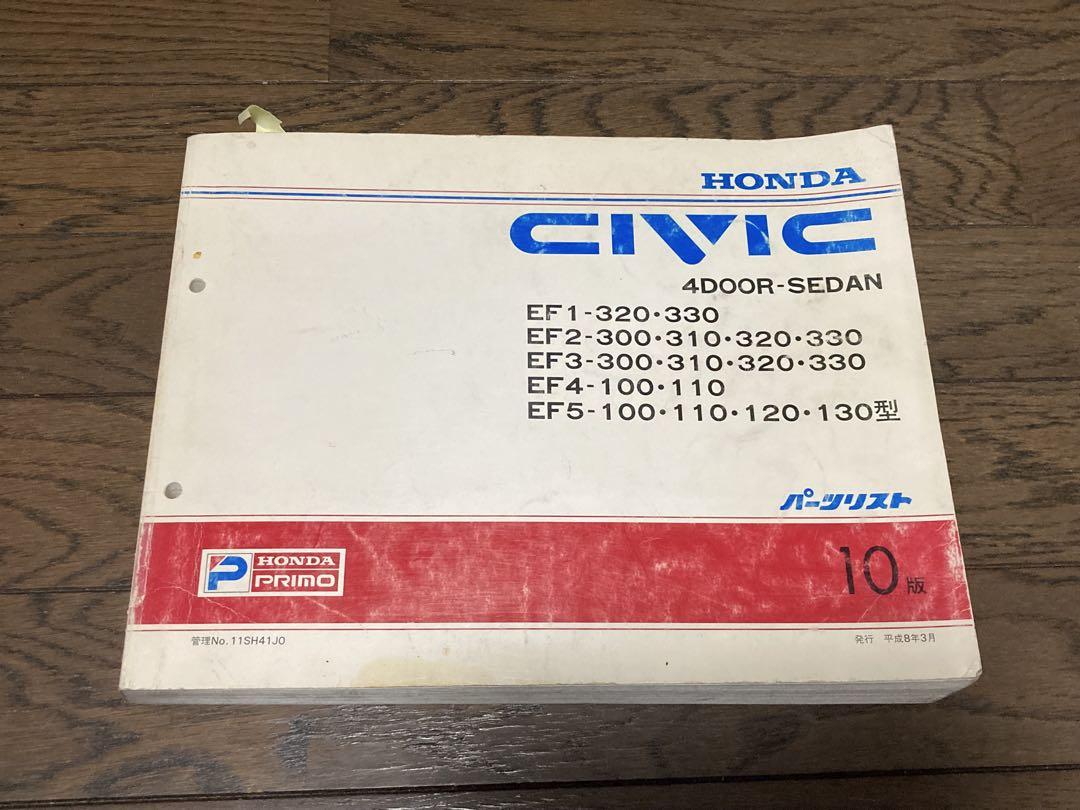 HONDA
CIVIC
4DOOR-SEDAN
EF1-320・330
EF2-300・310・320・330
EF3-300・310・320・330
EF4-100・110
EF5-100・110・120・130型
パーツリスト
P HONDA
PRIMO
10版
管理No.11SH41J0
発行 平成8年3月